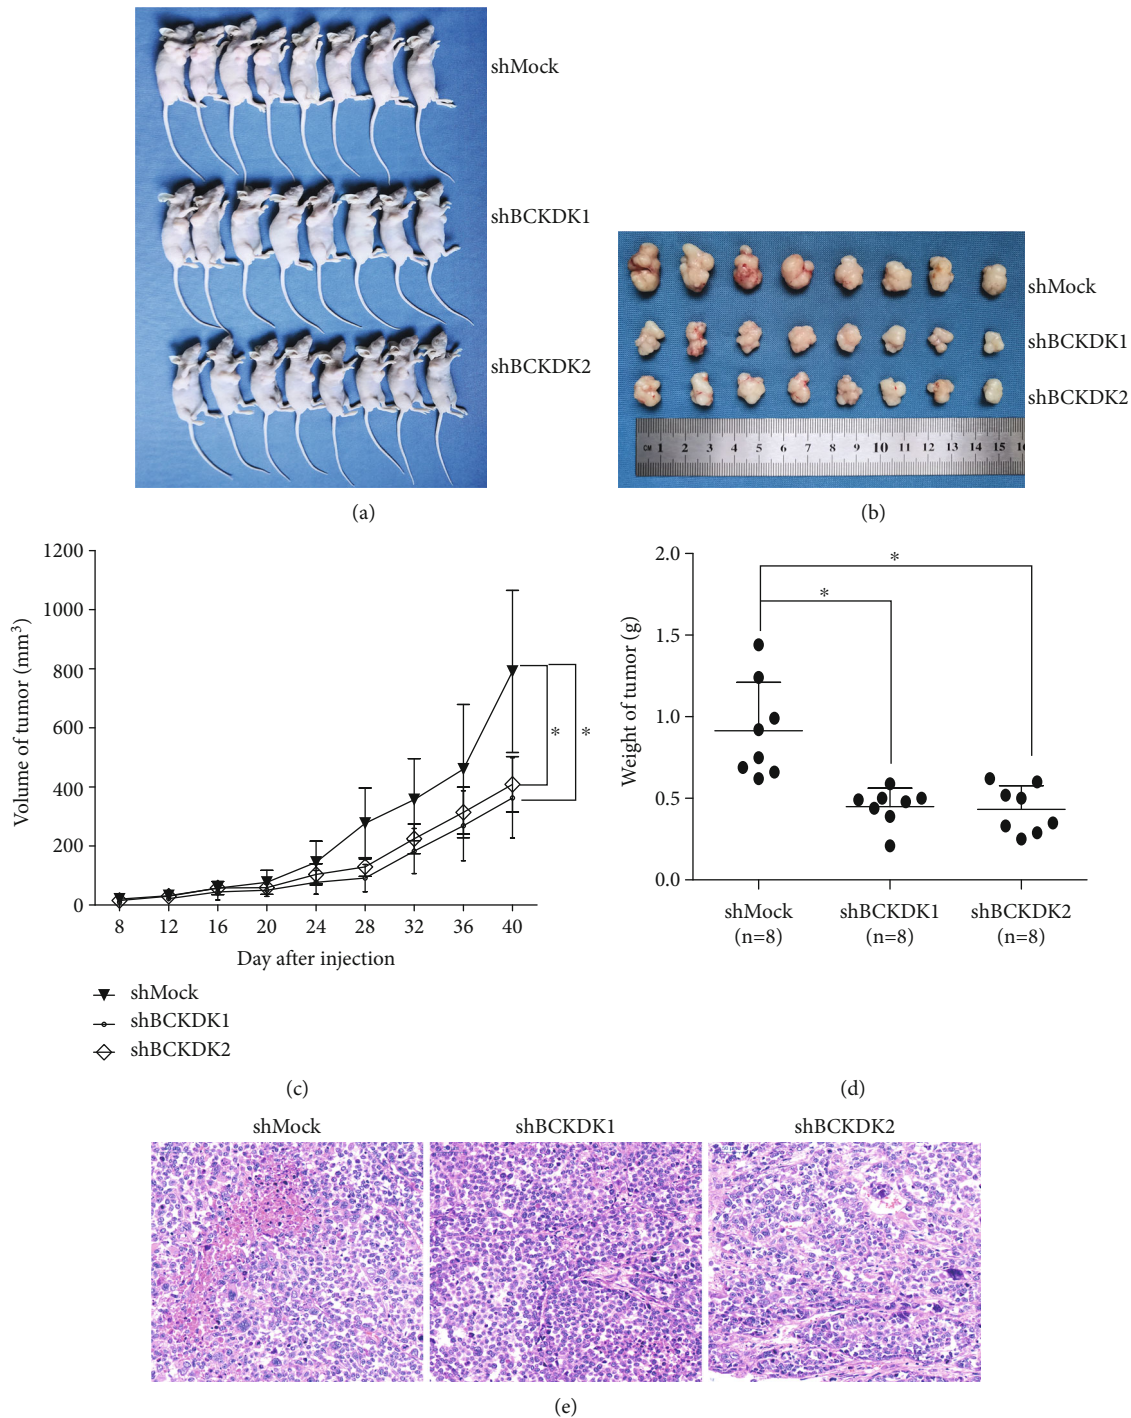 shMock
shBCKDK1
shBCKDK2
(a)
shMock
shBCKDK1
shBCKDK2
CM 1 2 3 4 5 6 7 8 9 10 11 12 13 14 15
(b)
1200
1000
800
600
400
200
0
Volume of tumor (mm³)
8 12 16 20 24 28 32 36 40
Day after injection
* *
shMock
shBCKDK1
shBCKDK2
(c)
2.0
1.5
1.0
0.5
0.0
Weight of tumor (g)
*
*
shMock shBCKDK1 shBCKDK2
(n=8) (n=8) (n=8)
(d)
shMock shBCKDK1 shBCKDK2
(e)